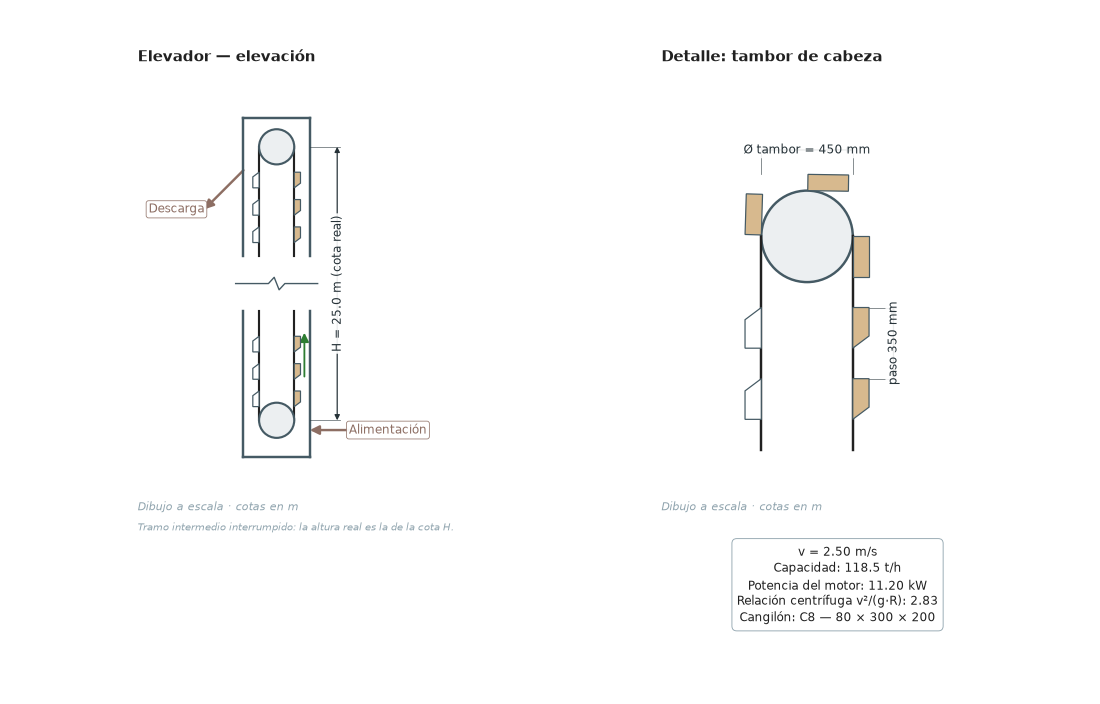 Elevador — elevación
Descarga
H = 25.0 m (cota real)
Alimentación
Dibujo a escala · cotas en m
Tramo intermedio interrumpido: la altura real es la de la cota H.
Detalle: tambor de cabeza
Ø tambor = 450 mm
paso 350 mm
Dibujo a escala · cotas en m
v = 2.50 m/s
Capacidad: 118.5 t/h
Potencia del motor: 11.20 kW
Relación centrífuga v²/(g·R): 2.83
Cangilón: C8 — 80 × 300 × 200